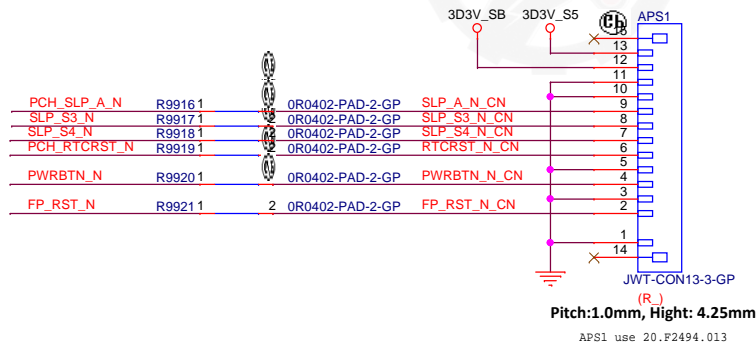 3D3V_SB 3D3V_S5 APS1
15
13
12
11
10
PCH_SLP_A_N R9916 1 0R0402-PAD-2-GP SLP_A_N_CN 9
SLP_S3_N R9917 1 2 0R0402-PAD-2-GP SLP_S3_N_CN 8
SLP_S4_N R9918 1 2 0R0402-PAD-2-GP SLP_S4_N_CN 7
PCH_RTCRST_N R9919 1 2 0R0402-PAD-2-GP RTCRST_N_CN 6
5
PWRBTN_N R9920 1 0R0402-PAD-2-GP PWRBTN_N_CN 4
3
FP_RST_N R9921 1 2 0R0402-PAD-2-GP FP_RST_N_CN 2
1
14
JWT-CON13-3-GP
(R_)
Pitch:1.0mm, Hight: 4.25mm
APS1 use 20.F2494.013